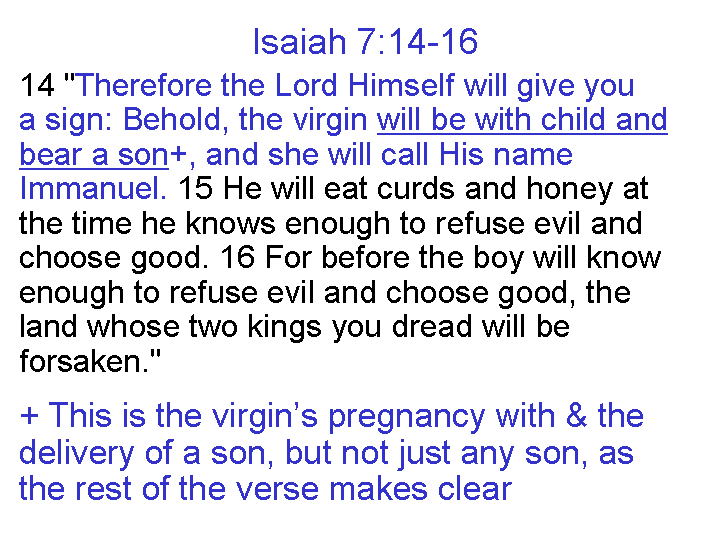 Isaiah 7:14-16
14 "Therefore the Lord Himself will give you
a sign: Behold, the virgin will be with child and
bear a son+, and she will call His name
Immanuel. 15 He will eat curds and honey at
the time he knows enough to refuse evil and
choose good. 16 For before the boy will know
enough to refuse evil and choose good, the
land whose two kings you dread will be
forsaken."
+ This is the virgin’s pregnancy with & the
delivery of a son, but not just any son, as
the rest of the verse makes clear